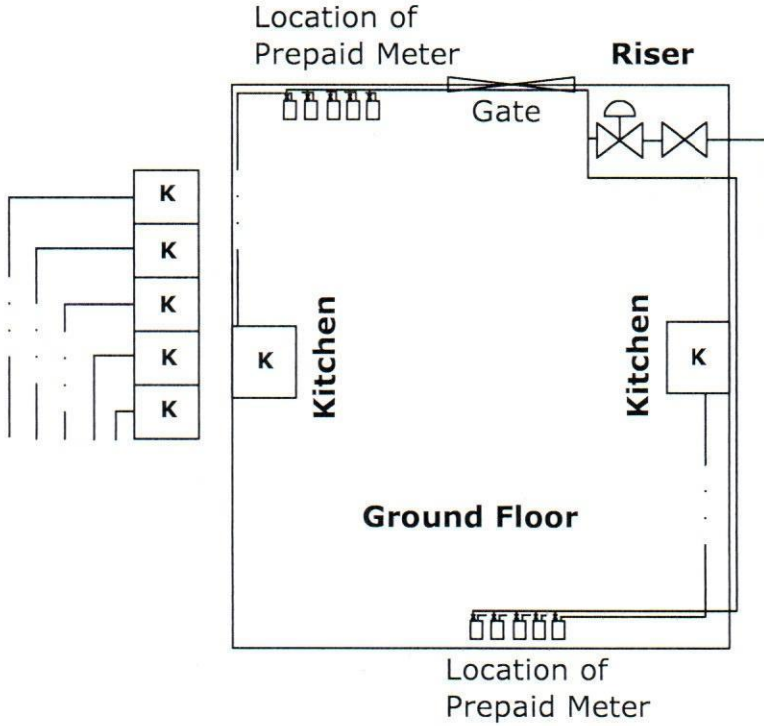 Location of
Prepaid Meter
Riser
Gate
K
K
K
K
K
K
Kitchen
Kitchen
K
Ground Floor
Location of
Prepaid Meter